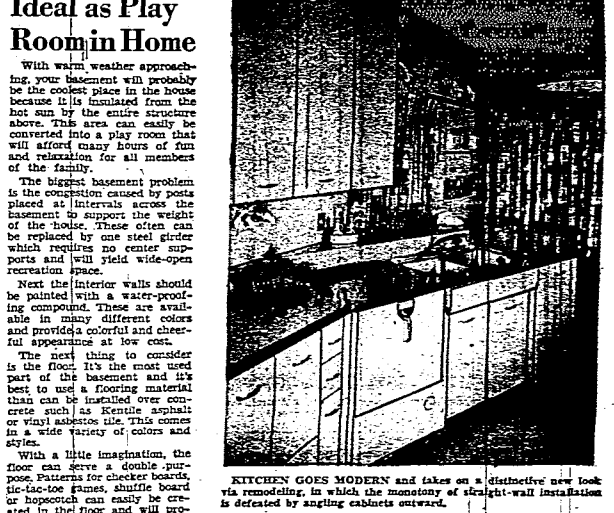 Ideal as Play
Room in Home
With warm weather approach-
ing, your basement will probably
be the coolest place in the house
because it is insulated from the
hot sun by the entire structure
above. This area can easily be
converted into a play room that
will afford many hours of fun
and relaxation for all members
of the family.
The biggest basement problem
is the congestion caused by posts
placed at intervals across the
basement to support the weight
of the house. These often can
be replaced by one steel girder
which requires no center sup-
ports and will yield wide-open
recreation space.
Next the interior walls should
be painted with a water-proof-
ing compound. These are avail-
able in many different colors
and provide a colorful and cheer-
ful appearance at low cost.
The next thing to consider
is the floor. It's the most used
part of the basement and it's
best to use a flooring material
than can be installed over con-
crete such as Kentile asphalt
or vinyl asbestos tile. This comes
in a wide variety of colors and
styles.
With a little imagination, the
floor can serve a double pur-
pose. Patterns for checker boards,
tic-tac-toe games, shuffle board
or hopscotch can easily be cre-
ated in the floor and will pro-
KITCHEN GOES MODERN and takes on a distinctive new look
via remodeling, in which the monotony of straight-wall installation
is defeated by angling cabinets outward.